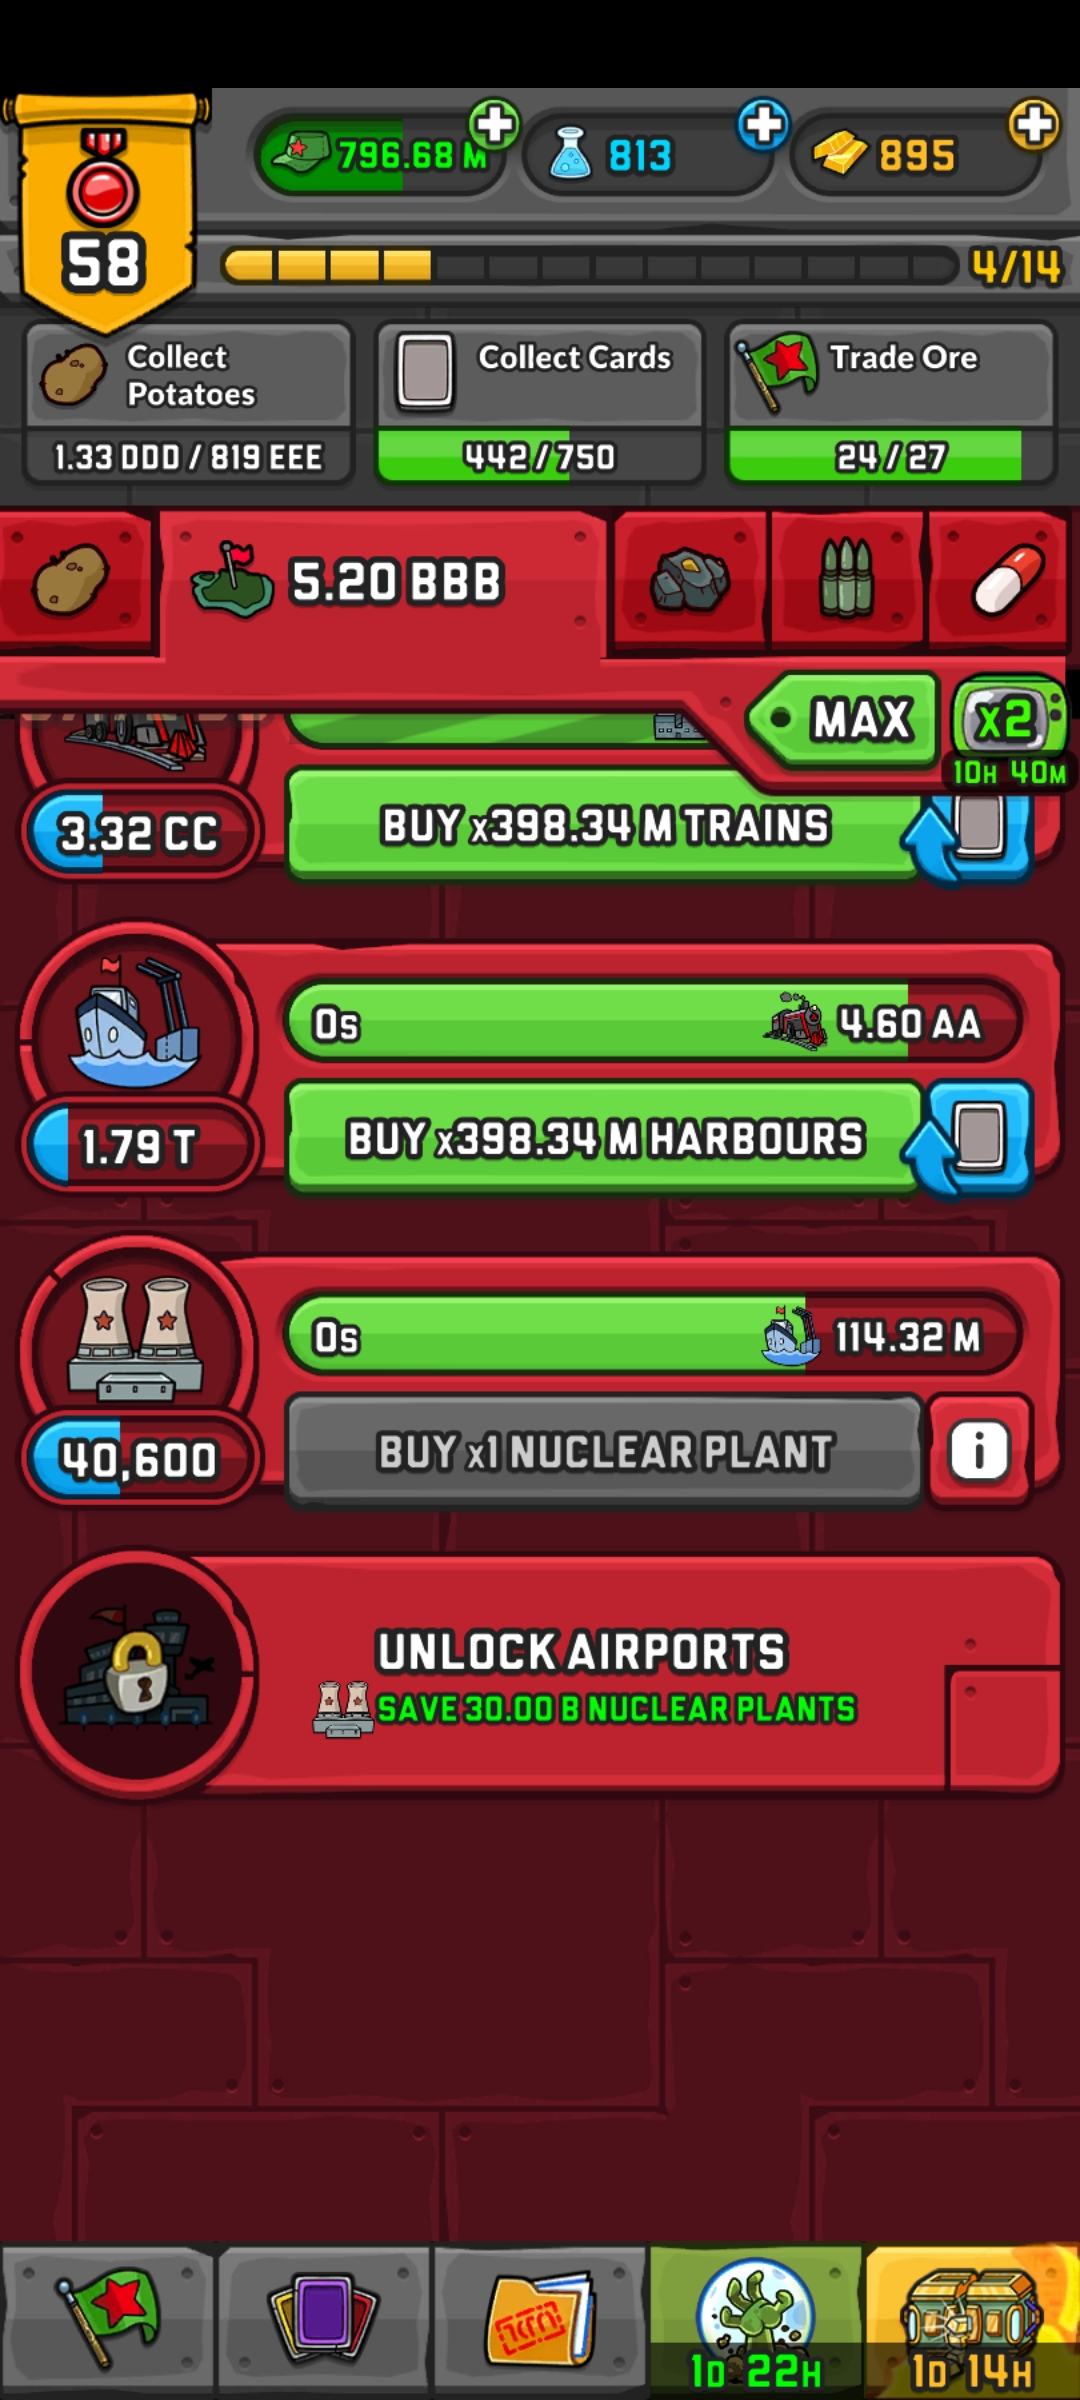 796.68 M
813
895
58
4/14
Collect
Potatoes
Collect Cards
Trade Ore
1.33 DDD / 819 EEE
442/750
24/27
5.20 BBB
MAX
x2
10H 40M
3.32 CC
BUY x398.34 M TRAINS
0s
4.60 AA
1.79 T
BUY x398.34 M HARBOURS
0s
114.32 M
40,600
BUY x1 NUCLEAR PLANT
i
UNLOCK AIRPORTS
SAVE 30.00 B NUCLEAR PLANTS
1D 22H
1D 14H